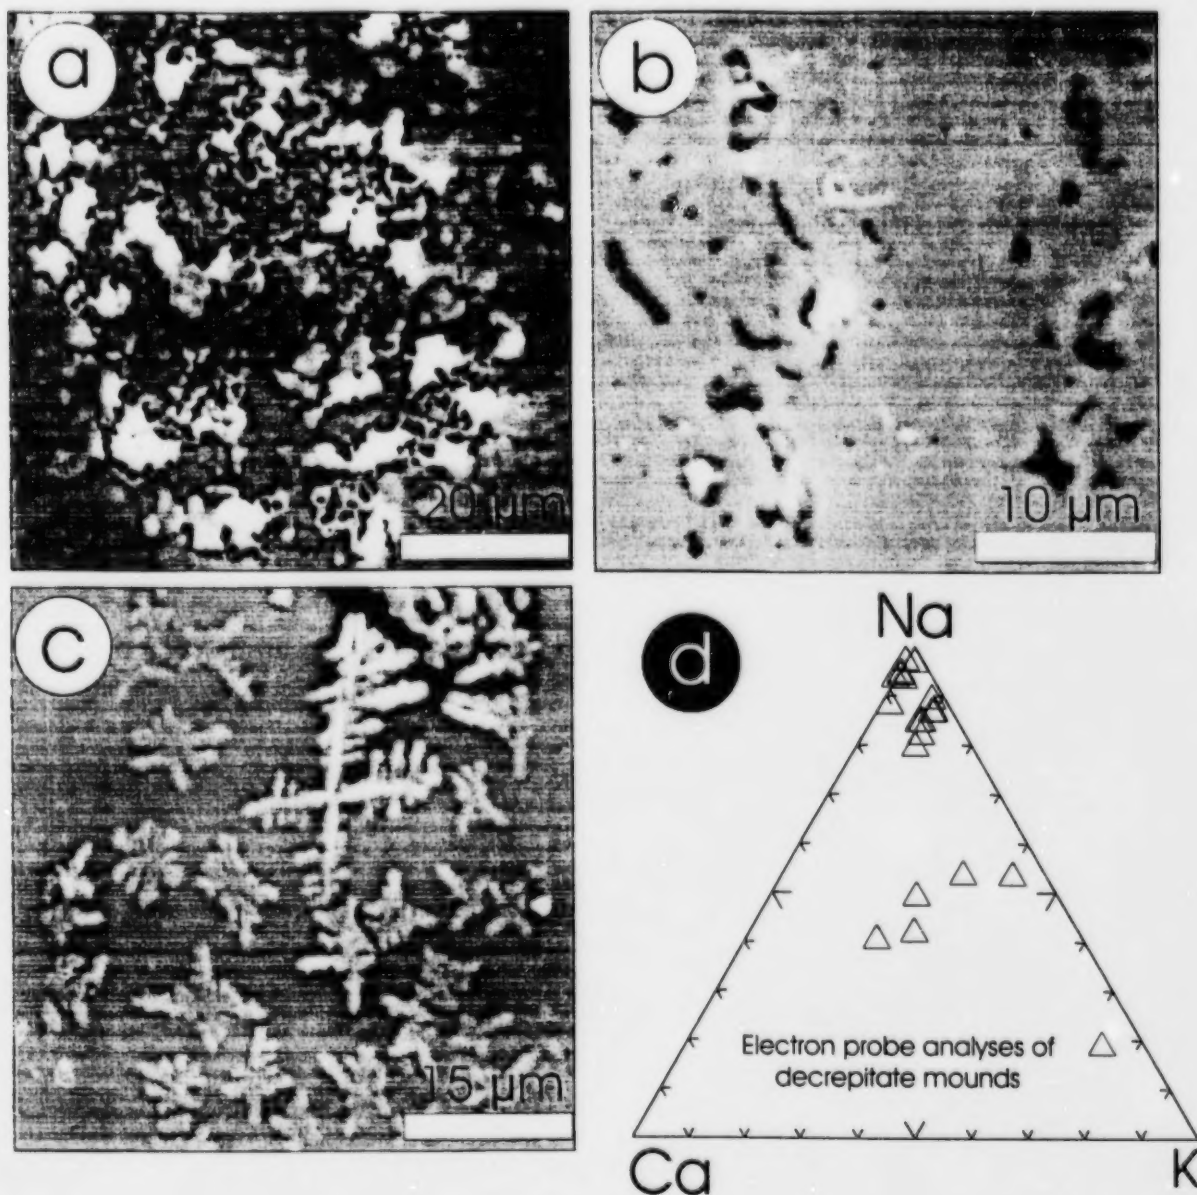 a
b
20 µm
10 µm
c
15 µm
d
Na
Electron probe analyses of
decrepitate mounds
Ca
K